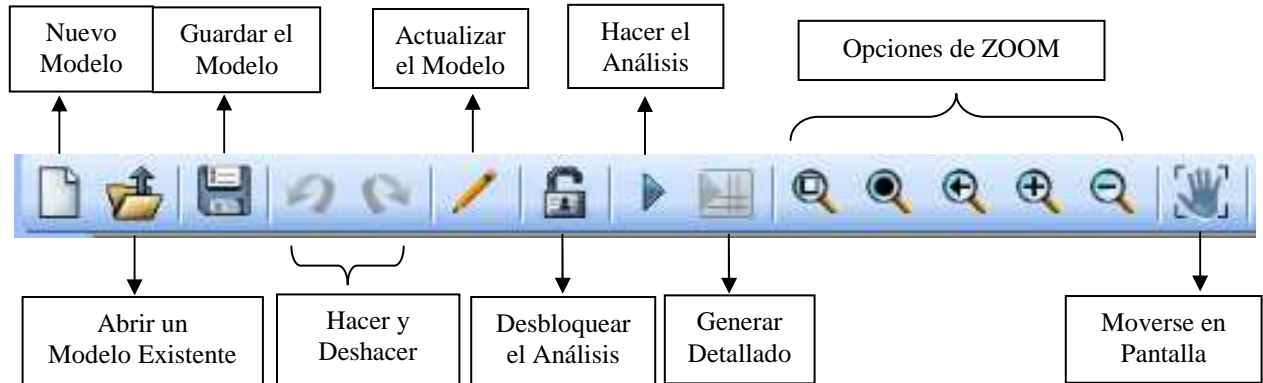 Nuevo
Modelo
Guardar el
Modelo
Actualizar
el Modelo
Hacer el
Análisis
Opciones de ZOOM
Abrir un
Modelo Existente
Hacer y
Deshacer
Desbloquear
el Análisis
Generar
Detallado
Moverse en
Pantalla